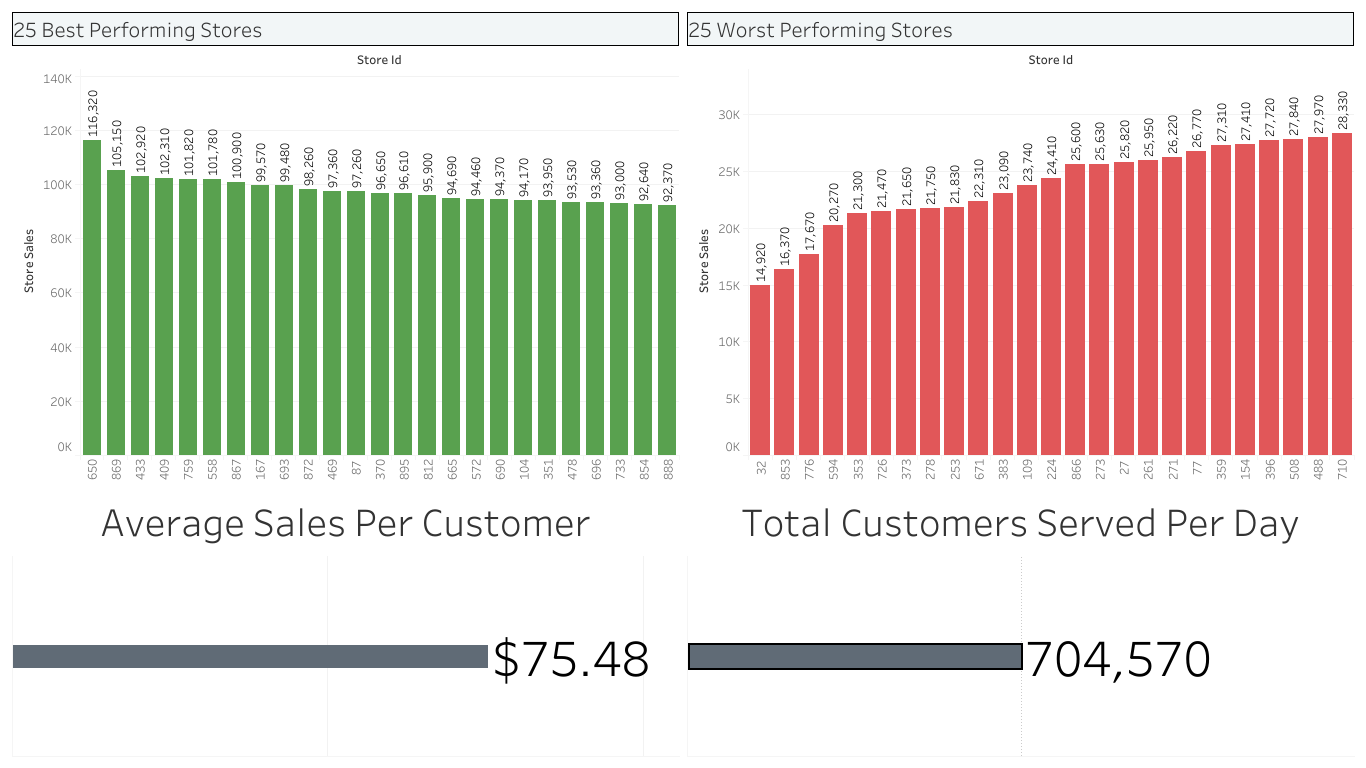 25 Best Performing Stores
Store Id
140K
120K
100K
80K
60K
40K
20K
0K
Store Sales
116,320
105,150
102,920
102,310
101,820
101,780
100,900
99,570
99,480
98,260
97,360
97,260
96,650
96,610
95,900
94,690
94,460
94,370
94,170
93,950
93,530
93,360
93,000
92,640
92,370
650 869 433 409 759 558 867 167 693 872 469 87 370 895 812 665 572 690 104 351 478 696 733 854 888
25 Worst Performing Stores
Store Id
30K
25K
20K
15K
10K
5K
0K
Store Sales
14,920
16,370
17,670
20,270
21,300
21,470
21,650
21,750
21,830
22,310
23,090
23,740
24,410
25,600
25,630
25,820
25,950
26,220
26,770
27,310
27,410
27,720
27,840
27,970
28,330
32 853 776 594 353 726 373 278 253 671 383 109 224 866 273 27 261 271 77 359 154 396 508 488 710
Average Sales Per Customer
$75.48
Total Customers Served Per Day
704,570